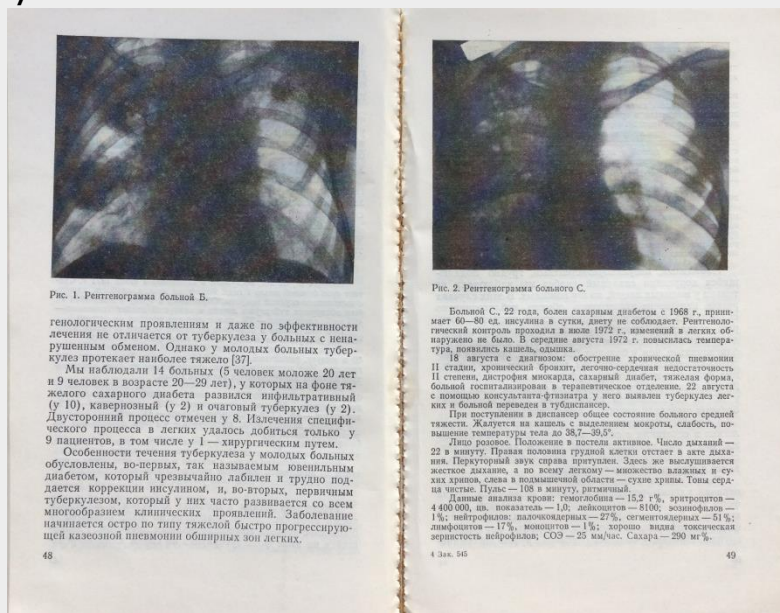 Рис. 1. Рентгенограмма больной Б.
генологическим проявлениям и даже по эффективности
лечения не отличается от туберкулеза у больных с нена-
рушенным обменом. Однако у молодых больных тубер-
кулез протекает наиболее тяжело [37].
Мы наблюдали 14 больных (5 человек моложе 20 лет
и 9 человек в возрасте 20—29 лет), у которых на фоне тя-
желого сахарного диабета развился инфильтративный
(у 10), кавернозный (у 2) и очаговый туберкулез (у 2).
Двусторонний процесс отмечен у 8. Излечения специфи-
ческого процесса в легких удалось добиться только у
9 пациентов, в том числе у 1 — хирургическим путем.
Особенности течения туберкулеза у молодых больных
обусловлены, во-первых, так называемым ювенильным
диабетом, который чрезвычайно лабилен и трудно под-
дается коррекции инсулином, и, во-вторых, первичным
туберкулезом, который у них часто развивается со всем
многообразием клинических проявлений. Заболевание
начинается остро по типу тяжелой быстро прогрессирую-
щей казеозной пневмонии обширных зон легких.
48
Рис. 2. Рентгенограмма больного С.
Больной С., 22 года, болен сахарным диабетом с 1968 г., прини-
мает 60—80 ед. инсулина в сутки, диету не соблюдает. Рентгеноло-
гический контроль проходил в июле 1972 г., изменений в легких об-
наружено не было. В середине августа 1972 г. повысилась темпера-
тура, появились кашель, одышка.
18 августа с диагнозом: обострение хронической пневмонии
II стадии, хронический бронхит, легочно-сердечная недостаточность
II степени, дистрофия миокарда, сахарный диабет, тяжелая форма,
больной госпитализирован в терапевтическое отделение. 22 августа
с помощью консультанта-фтизиатра у него выявлен туберкулез лег-
ких и больной переведен в тубдиспансер.
При поступлении в диспансер общее состояние больного средней
тяжести. Жалуется на кашель с выделением мокроты, слабость, по-
вышение температуры тела до 38,7—39,5°.
Лицо розовое. Положение в постели активное. Число дыханий —
22 в минуту. Правая половина грудной клетки отстает в акте дыха-
ния. Перкуторный звук справа притуплен. Здесь же выслушивается
жесткое дыхание, а по всему легкому — множество влажных и су-
хих хрипов, слева в подмышечной области — сухие хрипы. Тоны серд-
ца чистые. Пульс — 108 в минуту, ритмичный.
Данные анализа крови: гемоглобина — 15,2 г%, эритроцитов —
4 400 000, цв. показатель — 1,0; лейкоцитов — 8100; эозинофилов —
1%; нейтрофилов: палочкоядерных — 27%, сегментоядерных — 51%;
лимфоцитов — 17%, моноцитов — 1%; хорошо видна токсическая
зернистость нейрофилов; СОЭ — 25 мм/час. Сахара — 290 мг%.
4 Зак. 545
49